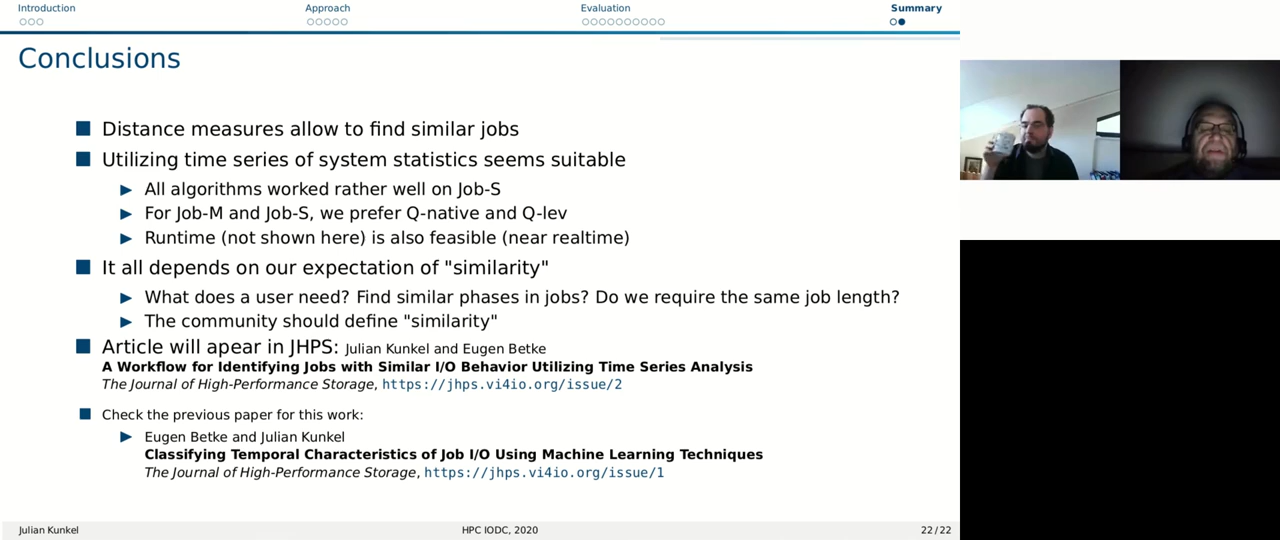 Introduction
Approach
Evaluation
Summary
Conclusions
Distance measures allow to find similar jobs
Utilizing time series of system statistics seems suitable
All algorithms worked rather well on Job-S
For Job-M and Job-S, we prefer Q-native and Q-lev
Runtime (not shown here) is also feasible (near realtime)
It all depends on our expectation of "similarity"
What does a user need? Find similar phases in jobs? Do we require the same job length?
The community should define "similarity"
Article will apear in JHPS: Julian Kunkel and Eugen Betke
A Workflow for Identifying Jobs with Similar I/O Behavior Utilizing Time Series Analysis
The Journal of High-Performance Storage, https://jhps.vi4io.org/issue/2
Check the previous paper for this work:
Eugen Betke and Julian Kunkel
Classifying Temporal Characteristics of Job I/O Using Machine Learning Techniques
The Journal of High-Performance Storage, https://jhps.vi4io.org/issue/1
Julian Kunkel
HPC IODC, 2020
22/22